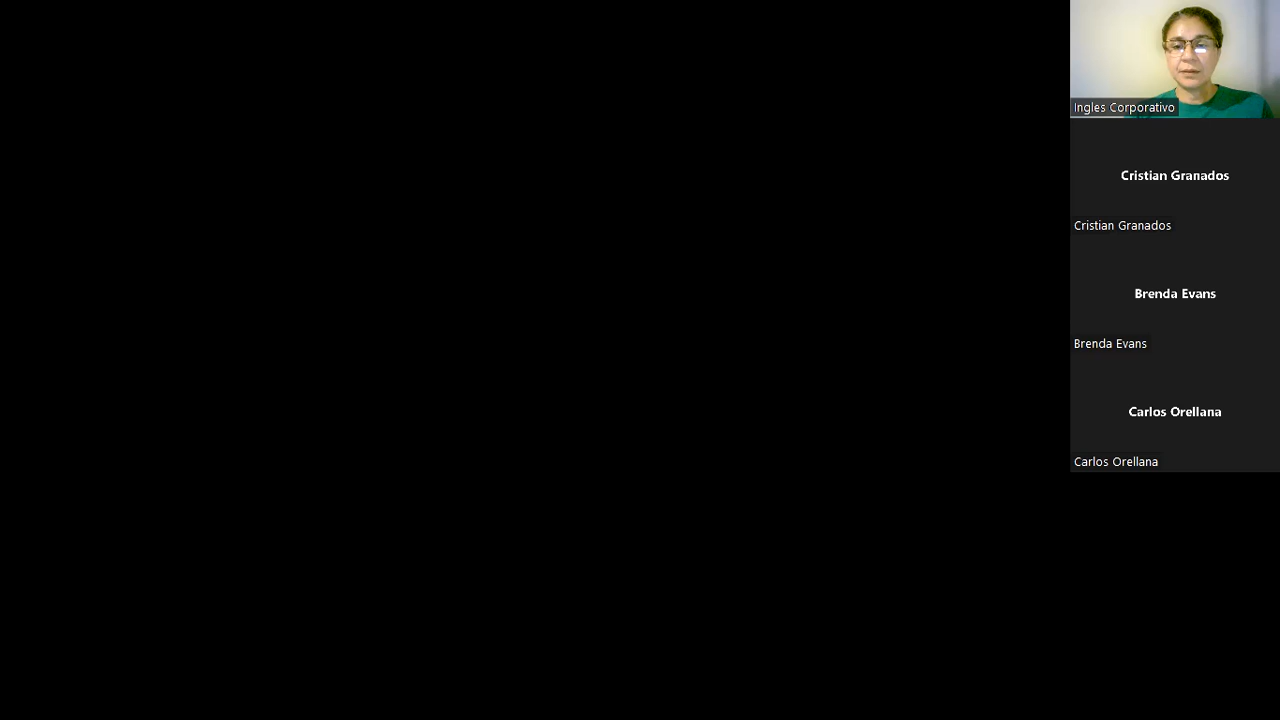 Ingles Corporativo
Cristian Granados
Cristian Granados
Brenda Evans
Brenda Evans
Carlos Orellana
Carlos Orellana